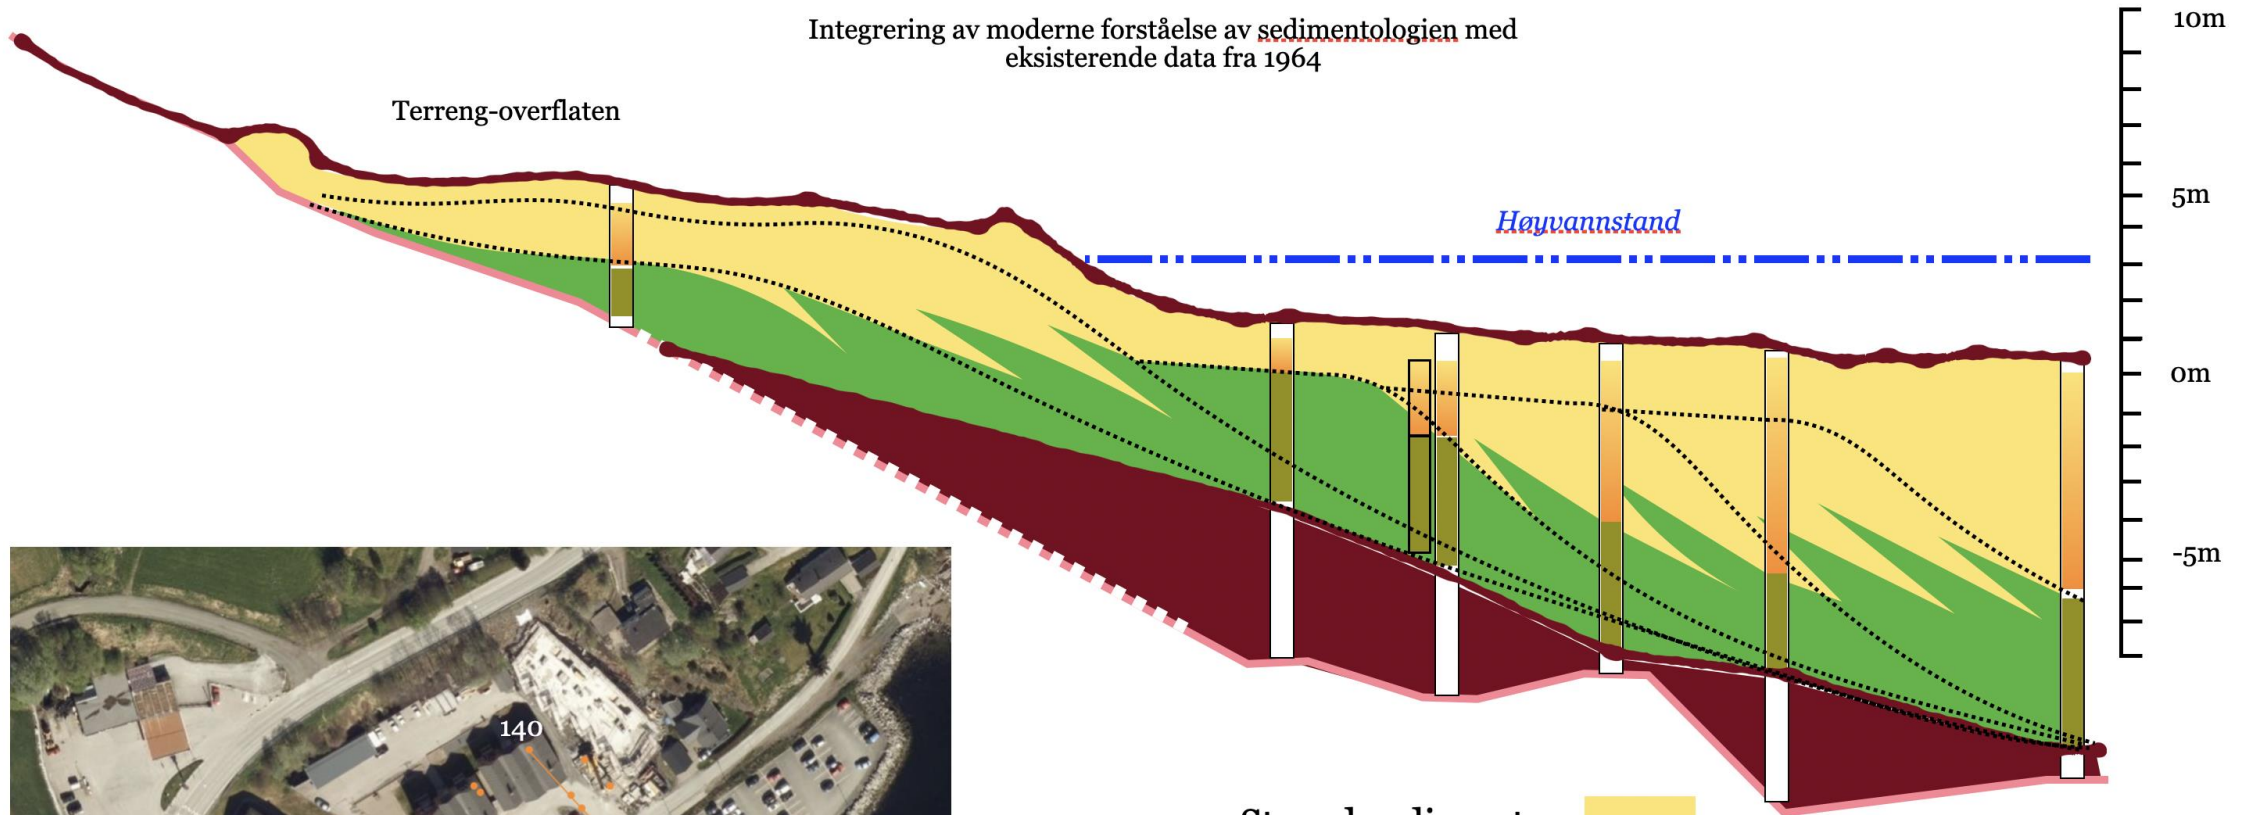 Integrering av moderne forståelse av sedimentologien med
eksisterende data fra 1964
10m
Terreng-overflaten
5m
Høyvannstand
0m
-5m
140